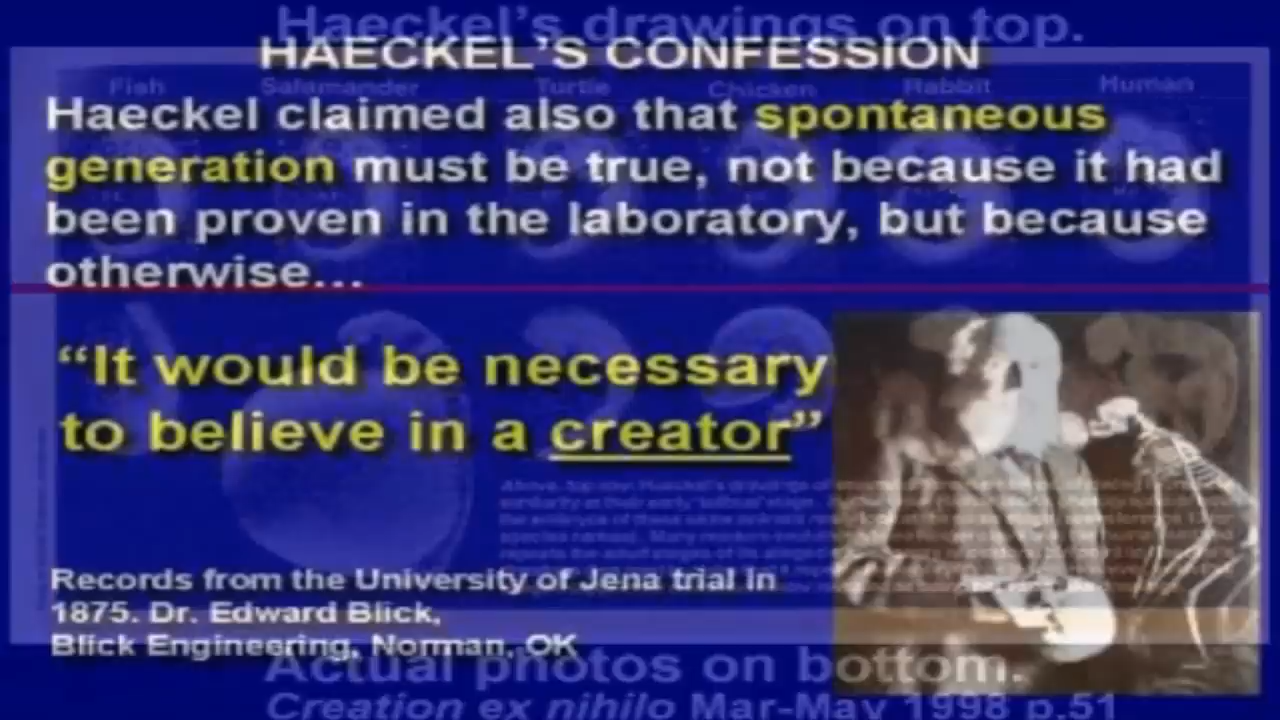 Haeckel's drawings on top.
HAECKEL'S CONFESSION
Fish Salamander Turtle Chicken Rabbit Human
Haeckel claimed also that spontaneous
generation must be true, not because it had
been proven in the laboratory, but because
otherwise...
“It would be necessary
to believe in a creator”
Records from the University of Jena trial in
1875. Dr. Edward Blick,
Blick Engineering, Norman, OK
Actual photos on bottom.
Creation ex nihilo Mar-May 1998 p.51